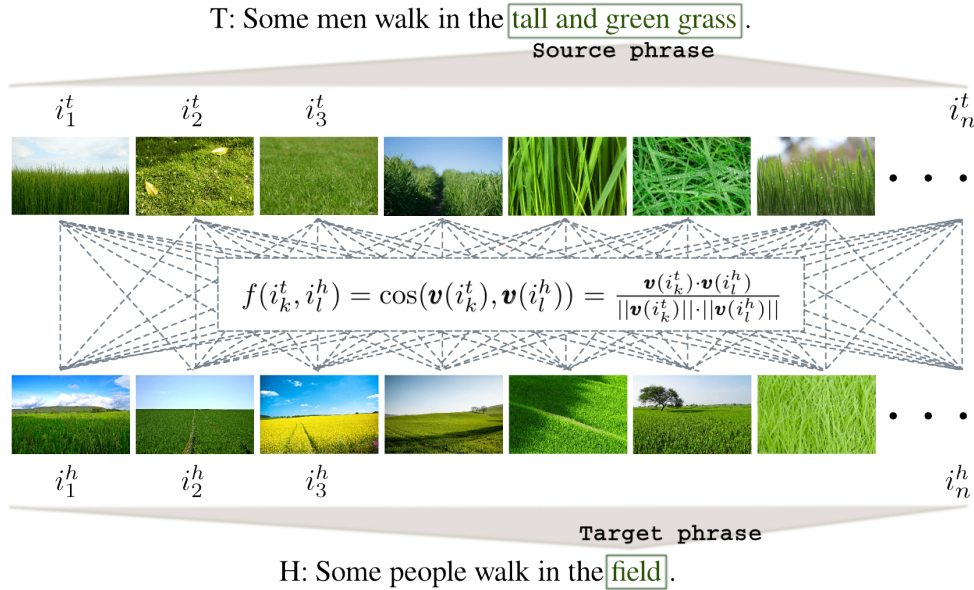 T: Some men walk in the tall and green grass .
Source phrase
i_1^t i_2^t i_3^t i_n^t
• • •
f(i_k^t, i_l^h) = cos(v(i_k^t), v(i_l^h)) = v(i_k^t)·v(i_l^h) / ||v(i_k^t)||·||v(i_l^h)||
• • •
i_1^h i_2^h i_3^h i_n^h
Target phrase
H: Some people walk in the field .